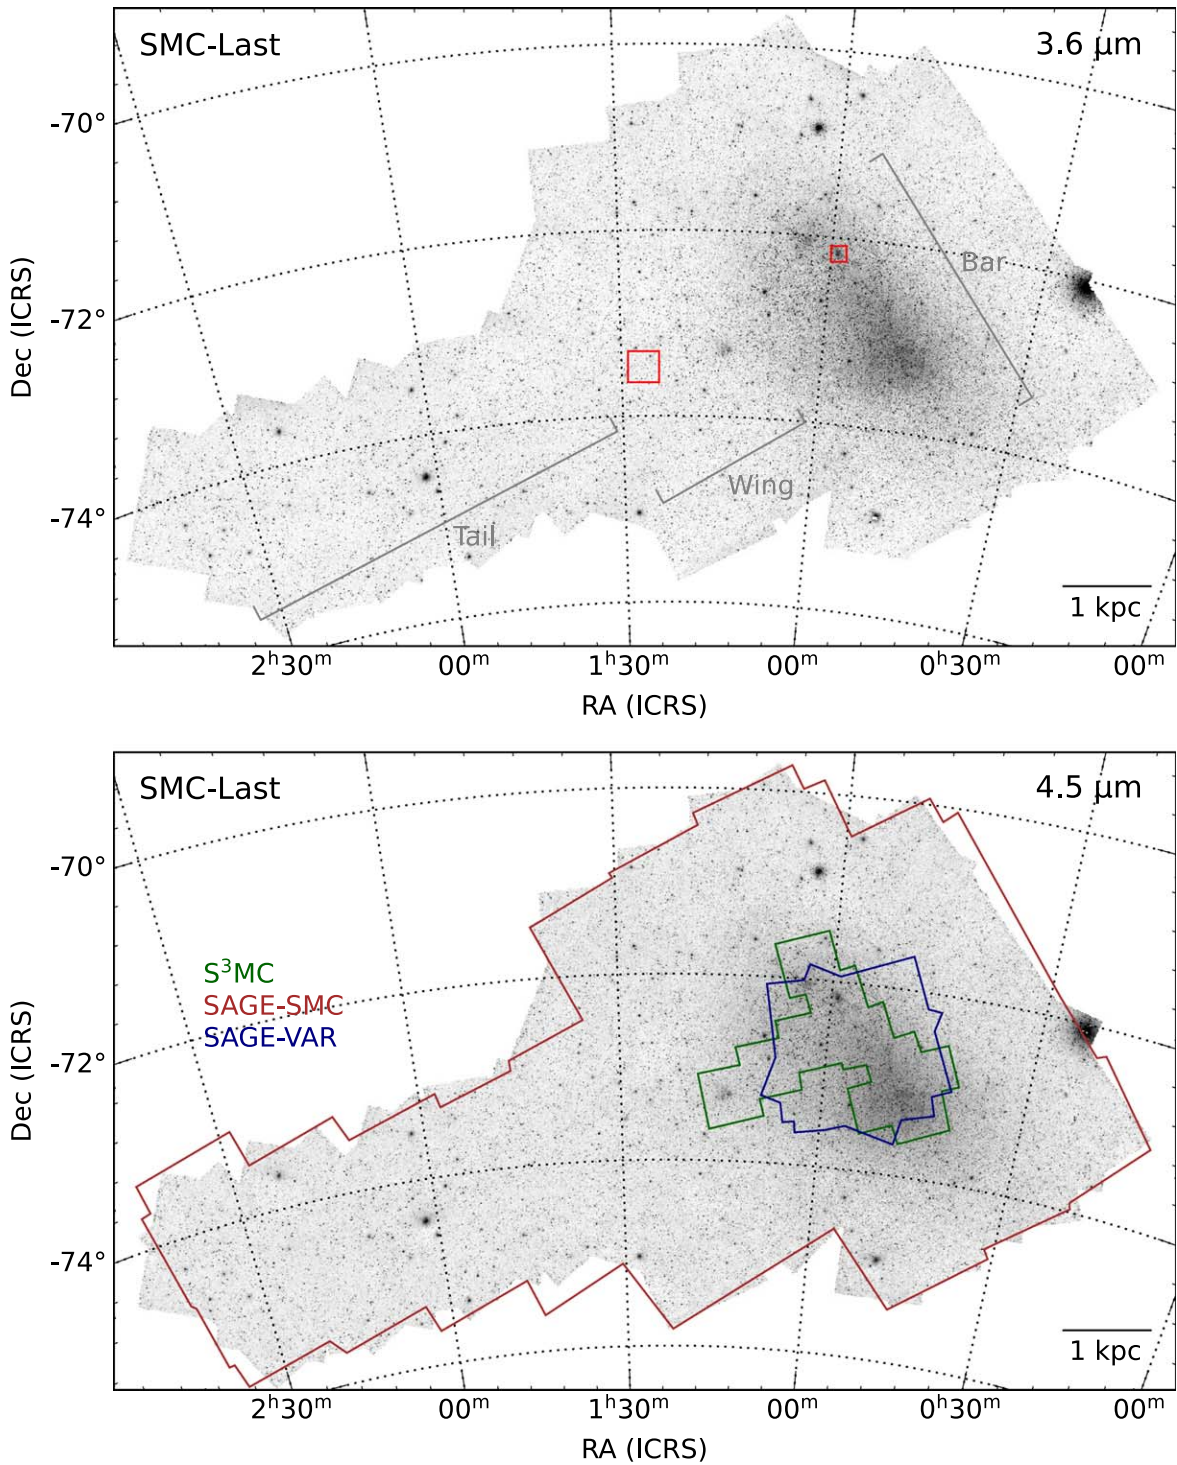 SMC-Last
3.6 μm
-70°
Bar
-72°
Dec (ICRS)
Wing
-74°
Tail
1 kpc
2ʰ30ᵐ 00ᵐ 1ʰ30ᵐ 00ᵐ 0ʰ30ᵐ 00ᵐ
RA (ICRS)
SMC-Last
4.5 μm
-70°
S³MC
SAGE-SMC
SAGE-VAR
-72°
Dec (ICRS)
-74°
1 kpc
2ʰ30ᵐ 00ᵐ 1ʰ30ᵐ 00ᵐ 0ʰ30ᵐ 00ᵐ
RA (ICRS)